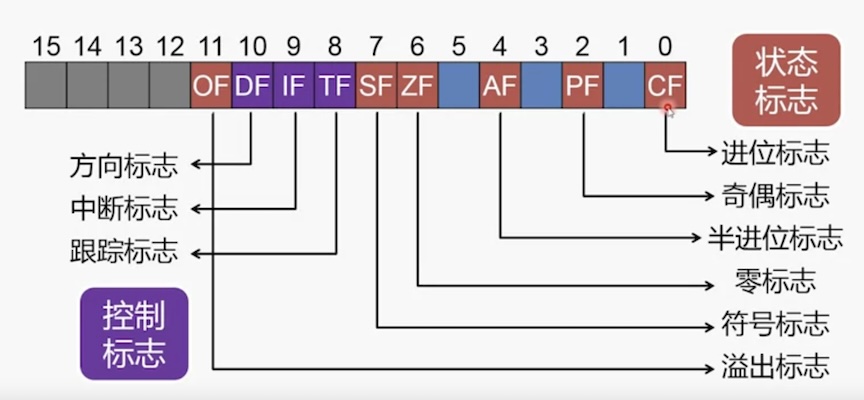 15 14 13 12 11 10 9 8 7 6 5 4 3 2 1 0
OF DF IF TF SF ZF AF PF CF
状态
标志
进位标志
方向标志
奇偶标志
中断标志
半进位标志
跟踪标志
零标志
控制
标志
符号标志
溢出标志